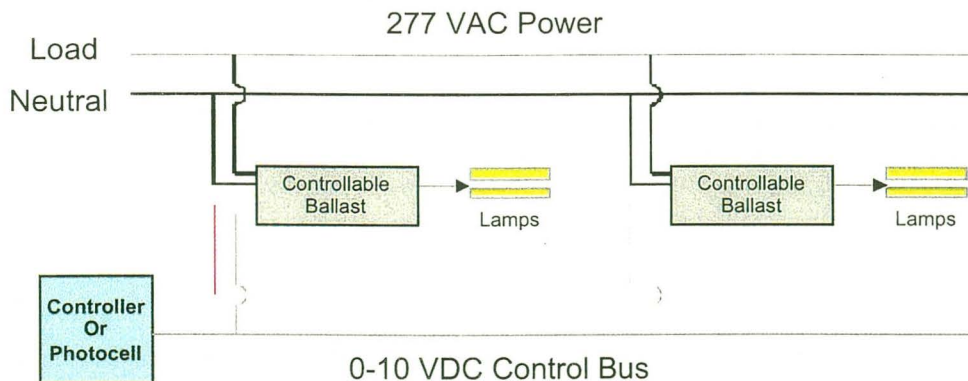 277 VAC Power
Load
Neutral
Controllable
Ballast
Lamps
Controllable
Ballast
Lamps
Controller
Or
Photocell
0-10 VDC Control Bus